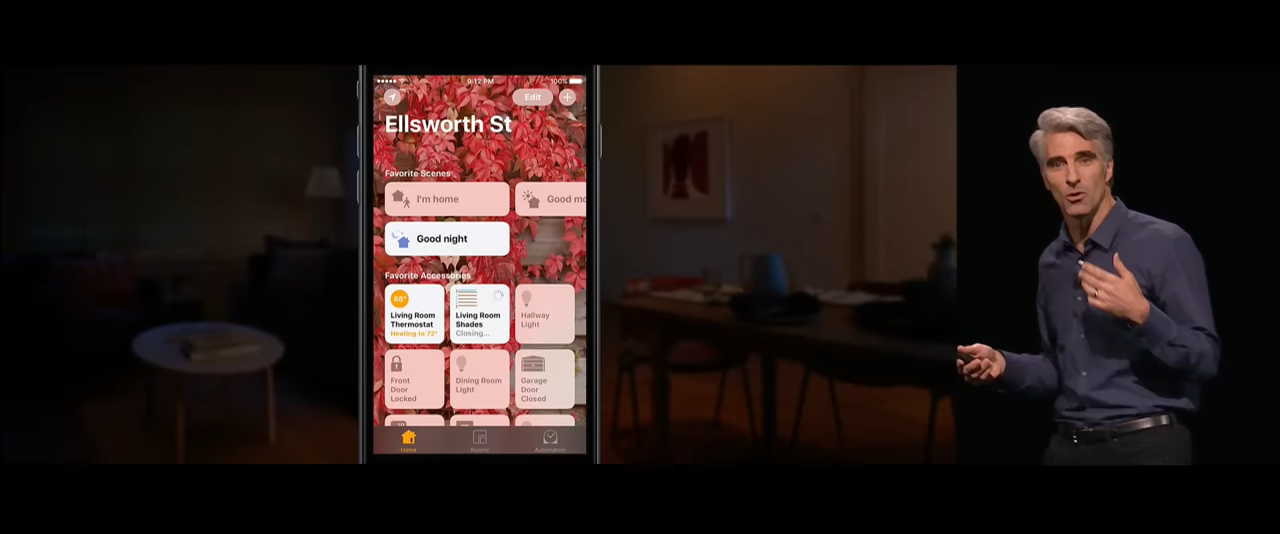 9:12 PM
100%
Edit
Ellsworth St
Favorite Scenes
I'm home
Good mo
Good night
Favorite Accessories
68°
Living Room
Thermostat
Heating to 72°
Living Room
Shades
Closing...
Hallway
Light
Front
Door
Locked
Dining Room
Light
Garage
Door
Closed
Home
Rooms
Automation